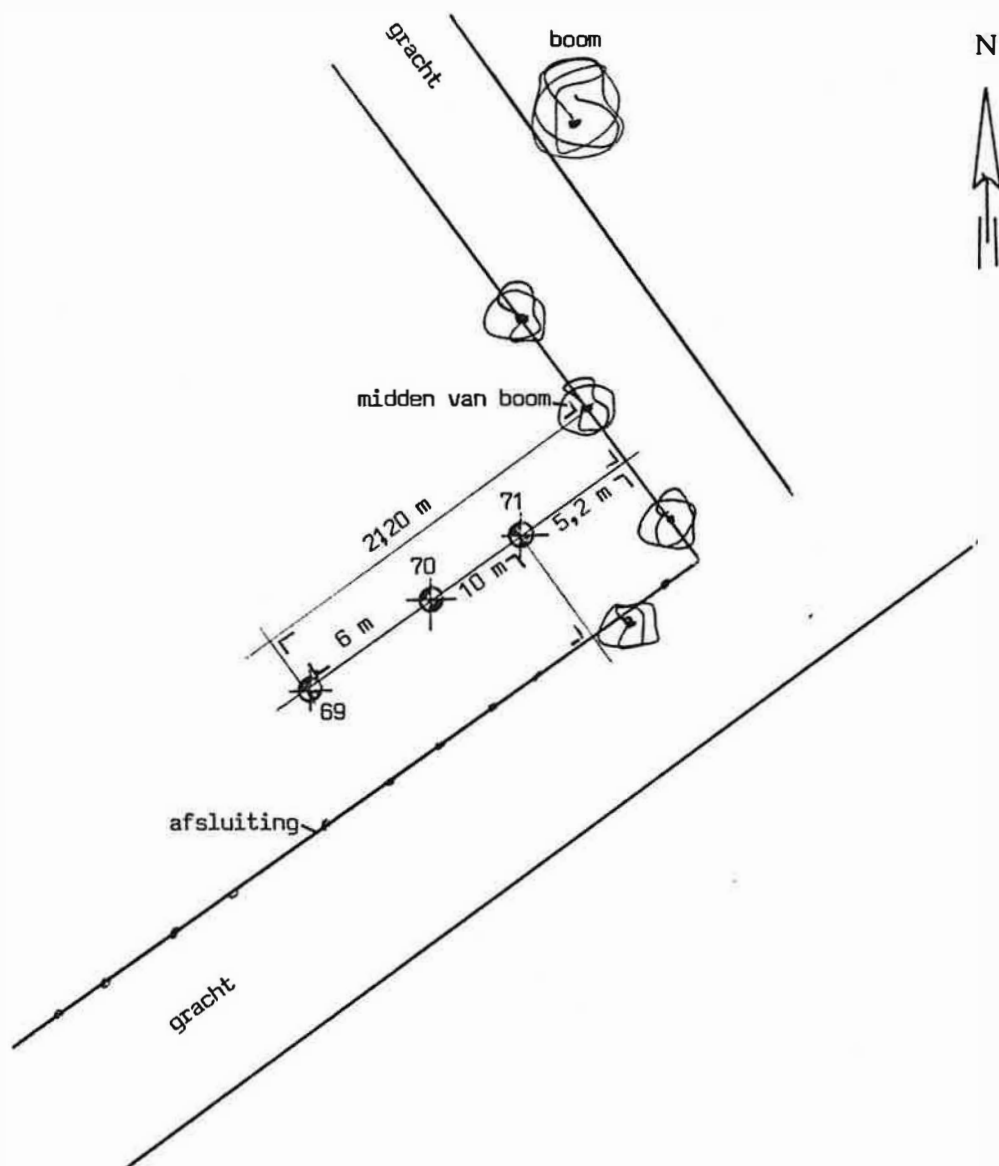 gracht
boom
N
midden van boom
21,20 m
71
5,2 m
70
10 m
6 m
69
afsluiting
gracht